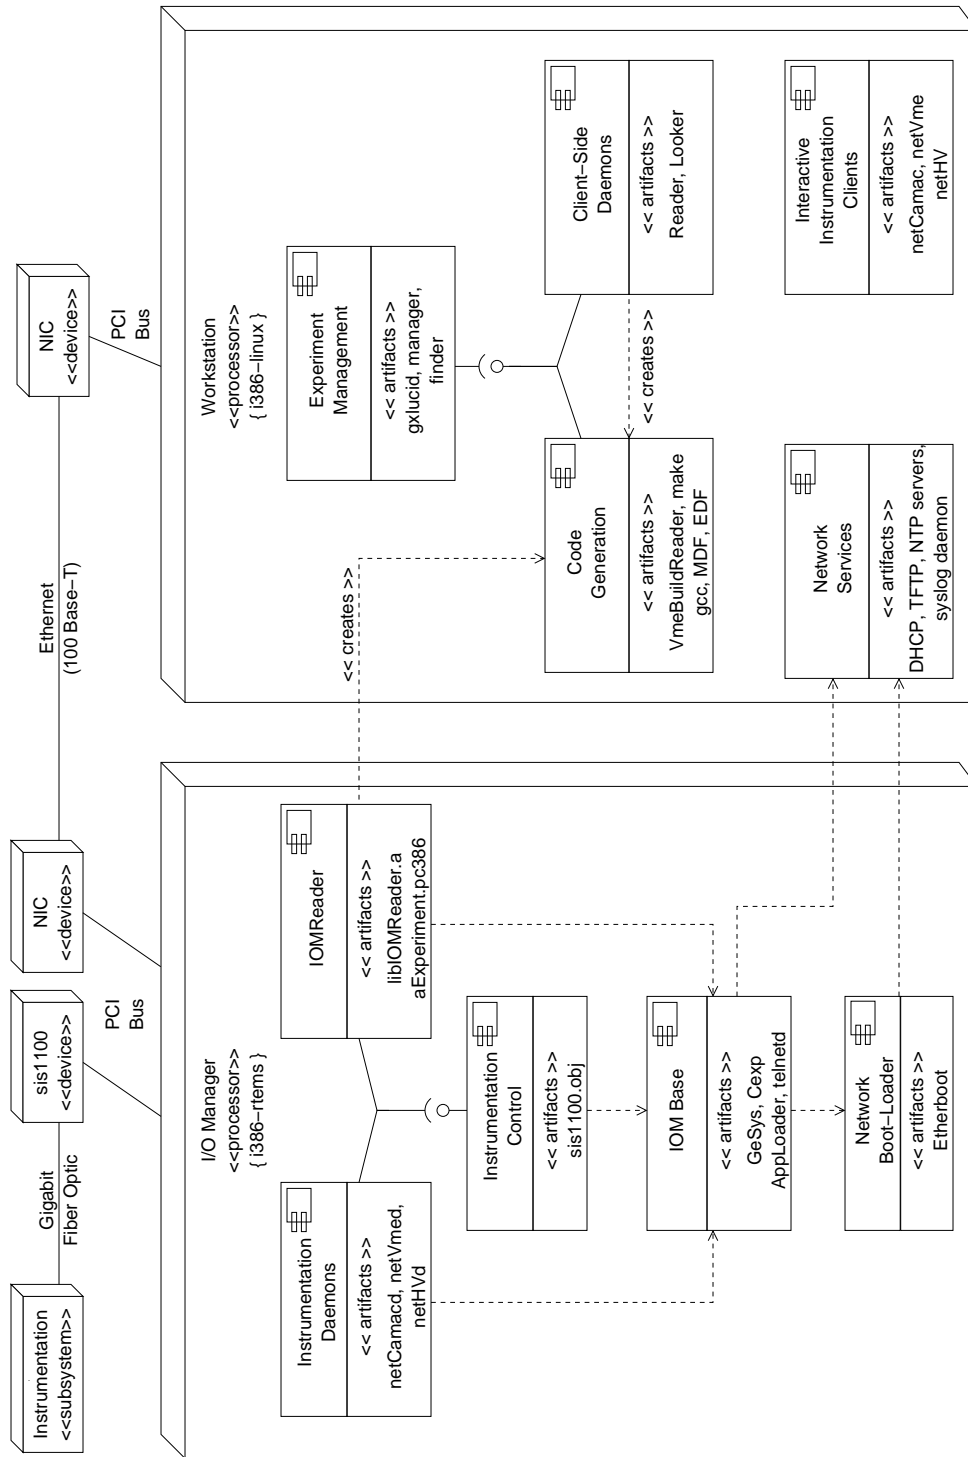 Instrumentation
<<subsystem>>
Gigabit
Fiber Optic
sis1100
<<device>>
NIC
<<device>>
Ethernet
(100 Base−T)
NIC
<<device>>
PCI
Bus
PCI
Bus
I/O Manager
<<processor>>
{ i386−rtems }
Instrumentation
Daemons
<< artifacts >>
netCamacd, netVmed,
netHVd
IOMReader
<< artifacts >>
libIOMReader.a
aExperiment.pc386
Instrumentation
Control
<< artifacts >>
sis1100.obj
IOM Base
<< artifacts >>
GeSys, Cexp
AppLoader, telnetd
Network
Boot−Loader
<< artifacts >>
Etherboot
Workstation
<<processor>>
{ i386−linux }
Experiment
Management
<< artifacts >>
gxlucid, manager,
finder
<< creates >>
Code
Generation
<< artifacts >>
VmeBuildReader, make
gcc, MDF, EDF
<< creates >>
Client−Side
Daemons
<< artifacts >>
Reader, Looker
Network
Services
<< artifacts >>
DHCP, TFTP, NTP servers,
syslog daemon
Interactive
Instrumentation
Clients
<< artifacts >>
netCamac, netVme
netHV